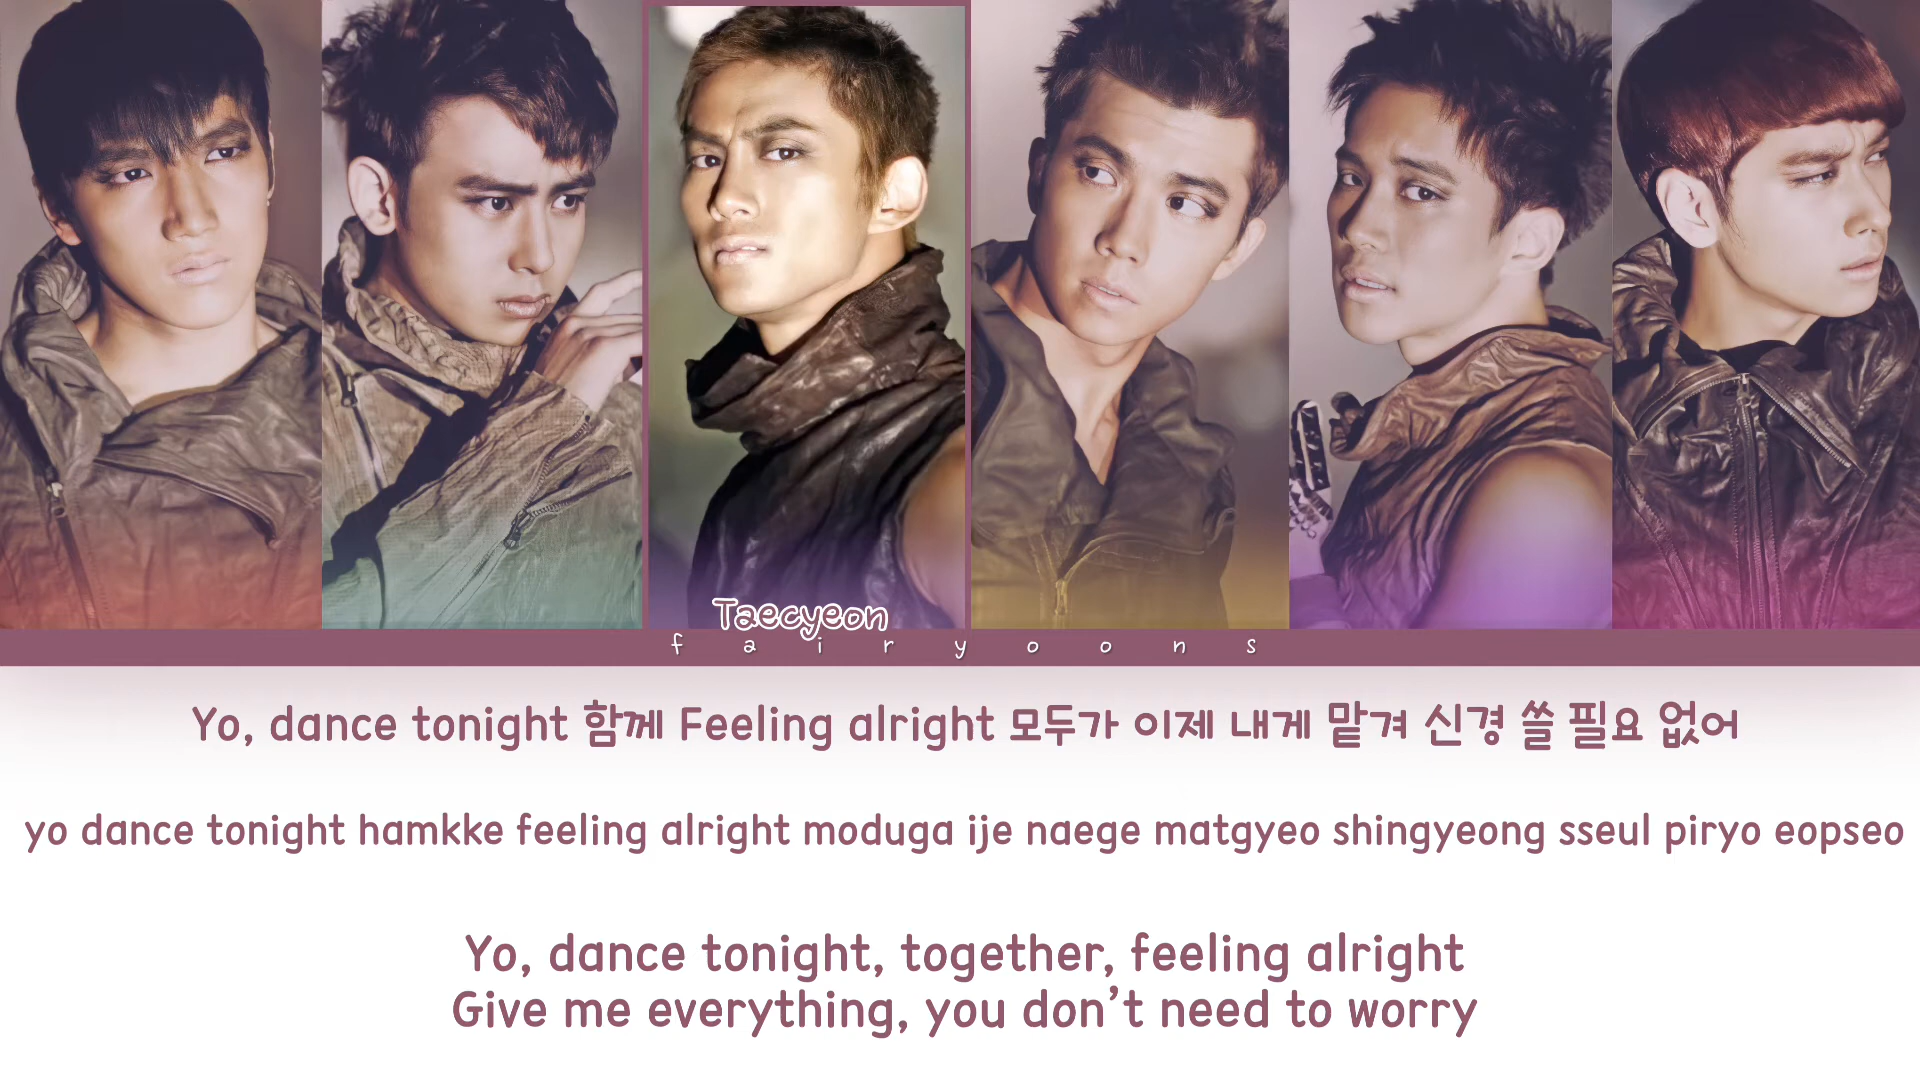 Taecyeon
fairyoons
Yo, dance tonight 함께 Feeling alright 모두가 이제 내게 맡겨 신경 쓸 필요 없어
yo dance tonight hamkke feeling alright moduga ije naege matgyeo shingyeong sseul piryo eopseo
Yo, dance tonight, together, feeling alright
Give me everything, you don’t need to worry